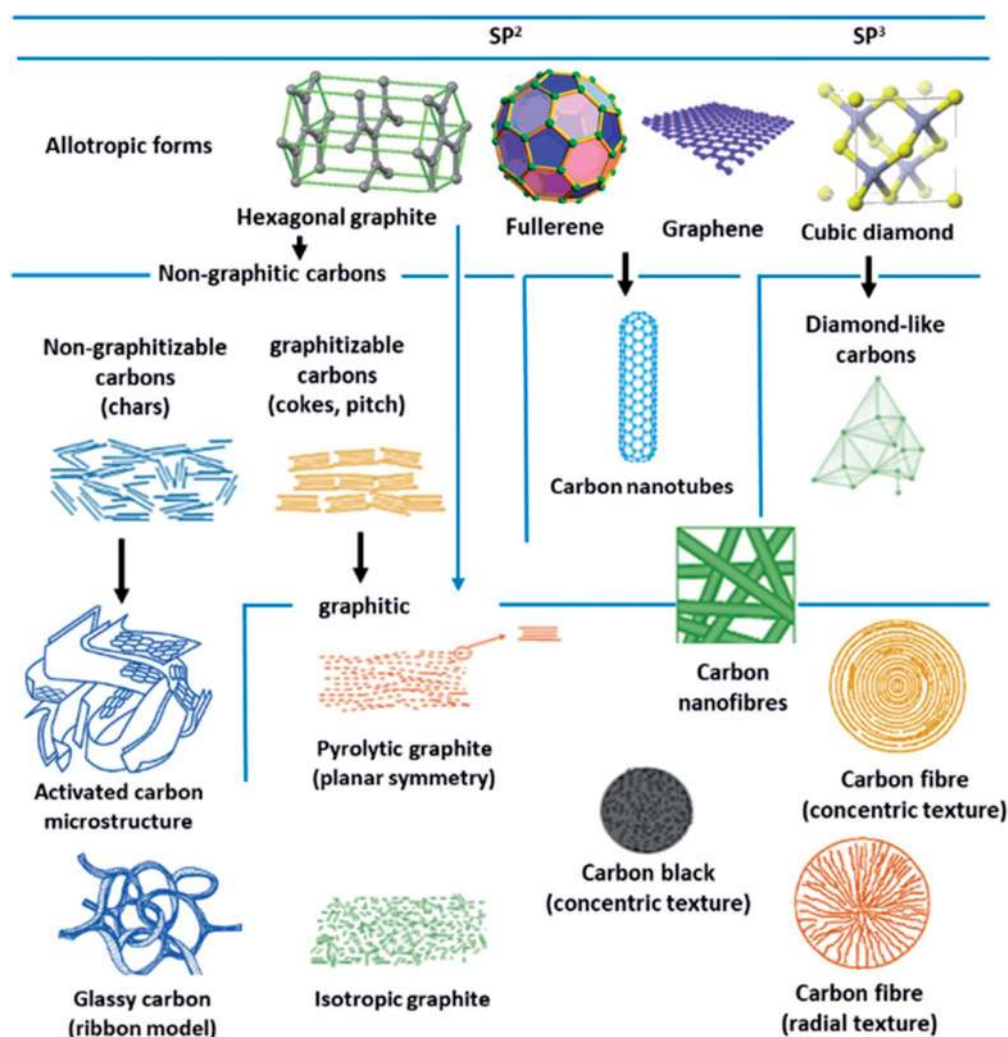 SP²
SP³
Allotropic forms
Hexagonal graphite
Fullerene
Graphene
Cubic diamond
Non-graphitic carbons
Non-graphitizable
carbons
(chars)
graphitizable
carbons
(cokes, pitch)
Carbon nanotubes
Diamond-like
carbons
graphitic
Activated carbon
microstructure
Pyrolytic graphite
(planar symmetry)
Carbon
nanofibres
Carbon fibre
(concentric texture)
Carbon black
(concentric texture)
Glassy carbon
(ribbon model)
Isotropic graphite
Carbon fibre
(radial texture)